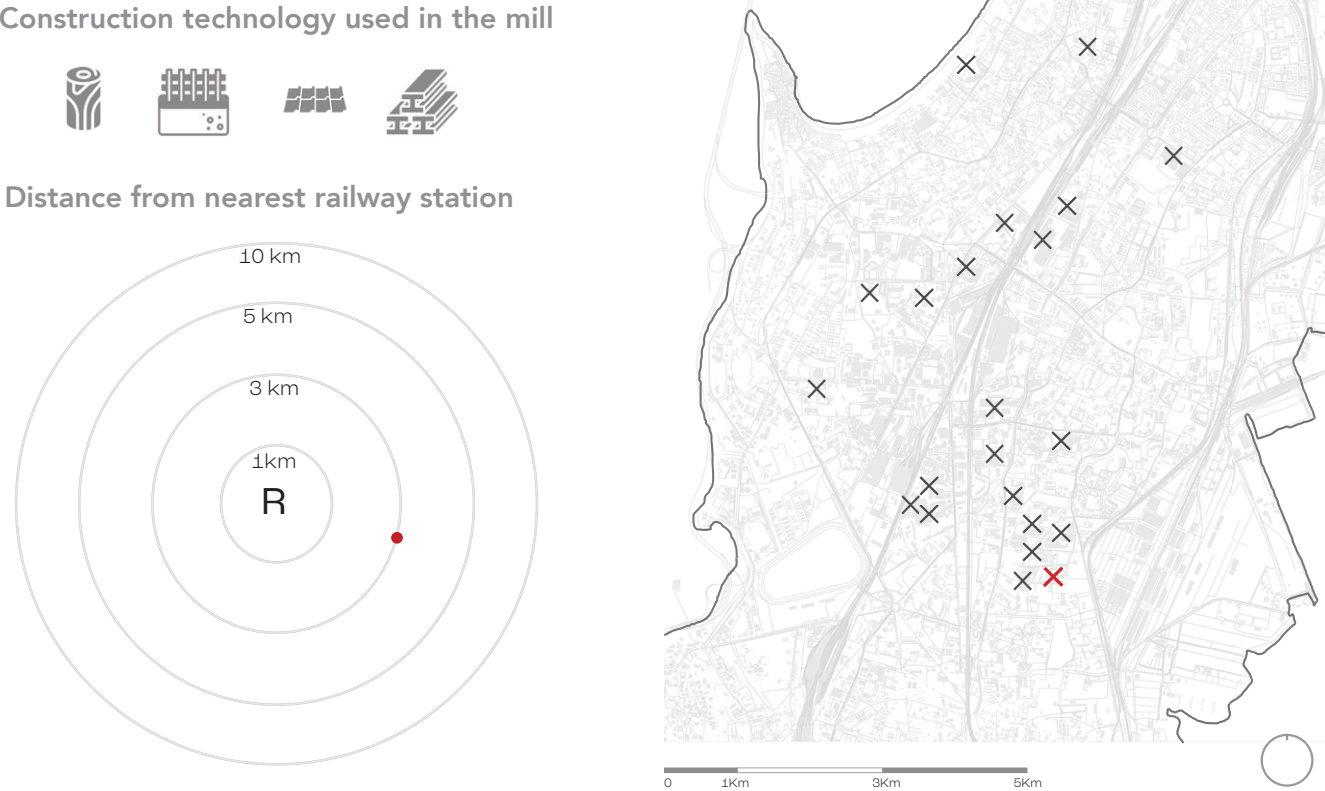 Construction technology used in the mill
Distance from nearest railway station
10 km
5 km
3 km
1km
R
0 1Km 3Km 5Km